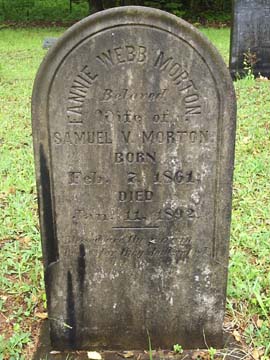 FANNIE WEBB MORTON.
Beloved
Wife of
SAMUEL V. MORTON.
BORN
Feb. 7, 1861.
DIED
Jan. 11, 1892.